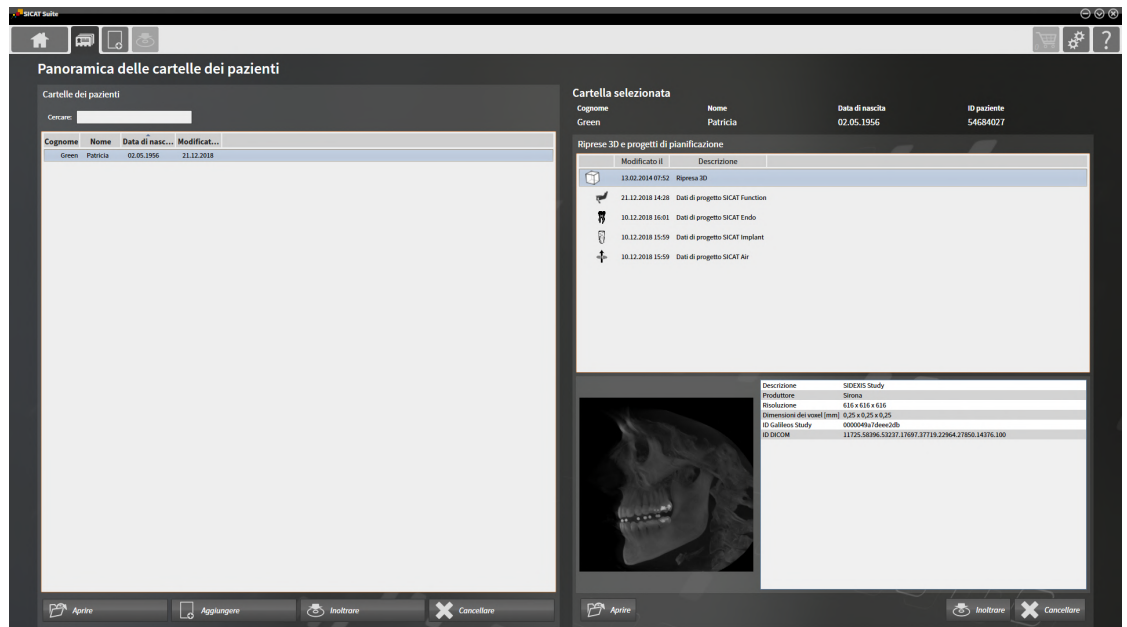 SICAT Suite
Panoramica delle cartelle dei pazienti
Cartelle dei pazienti
Cercare:
Cognome Nome Data di nasc... Modificat...
Green Patricia 02.05.1956 21.12.2018
Aprire Aggiungere Inoltrare Cancellare
Cartella selezionata
Cognome Nome Data di nascita ID paziente
Green Patricia 02.05.1956 54684027
Riprese 3D e progetti di pianificazione
Modificato il Descrizione
13.02.2014 07:52 Ripresa 3D
21.12.2018 14:28 Dati di progetto SICAT Function
10.12.2018 16:01 Dati di progetto SICAT Endo
10.12.2018 15:59 Dati di progetto SICAT Implant
10.12.2018 15:59 Dati di progetto SICAT Air
Descrizione SIDEXIS Study
Produttore Sirona
Risoluzione 616 x 616 x 616
Dimensioni dei voxel [mm] 0,25 x 0,25 x 0,25
ID Galileos Study 0000049a7deee2db
ID DICOM 11725.58396.53237.17697.37719.22964.27850.14376.100
Aprire Inoltrare Cancellare